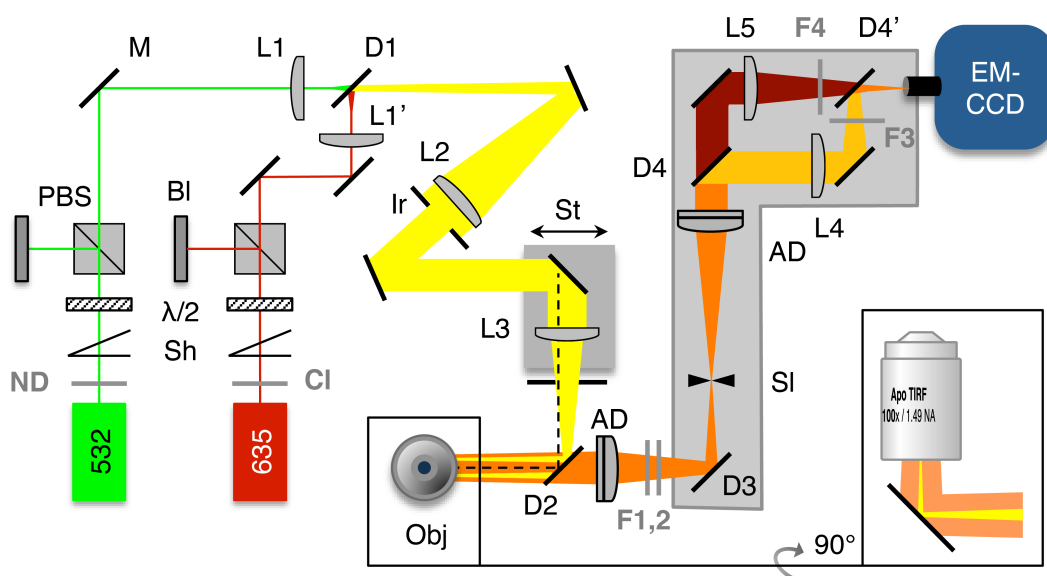 M
L1
D1
L1’
L2
Ir
PBS
Bl
λ/2
Sh
ND
Cl
532
635
St
L3
AD
D2
Obj
F1,2
D3
Sl
AD
D4
L4
L5
F4
D4’
F3
EM-
CCD
Apo TIRF
100x / 1.49 NA
90°